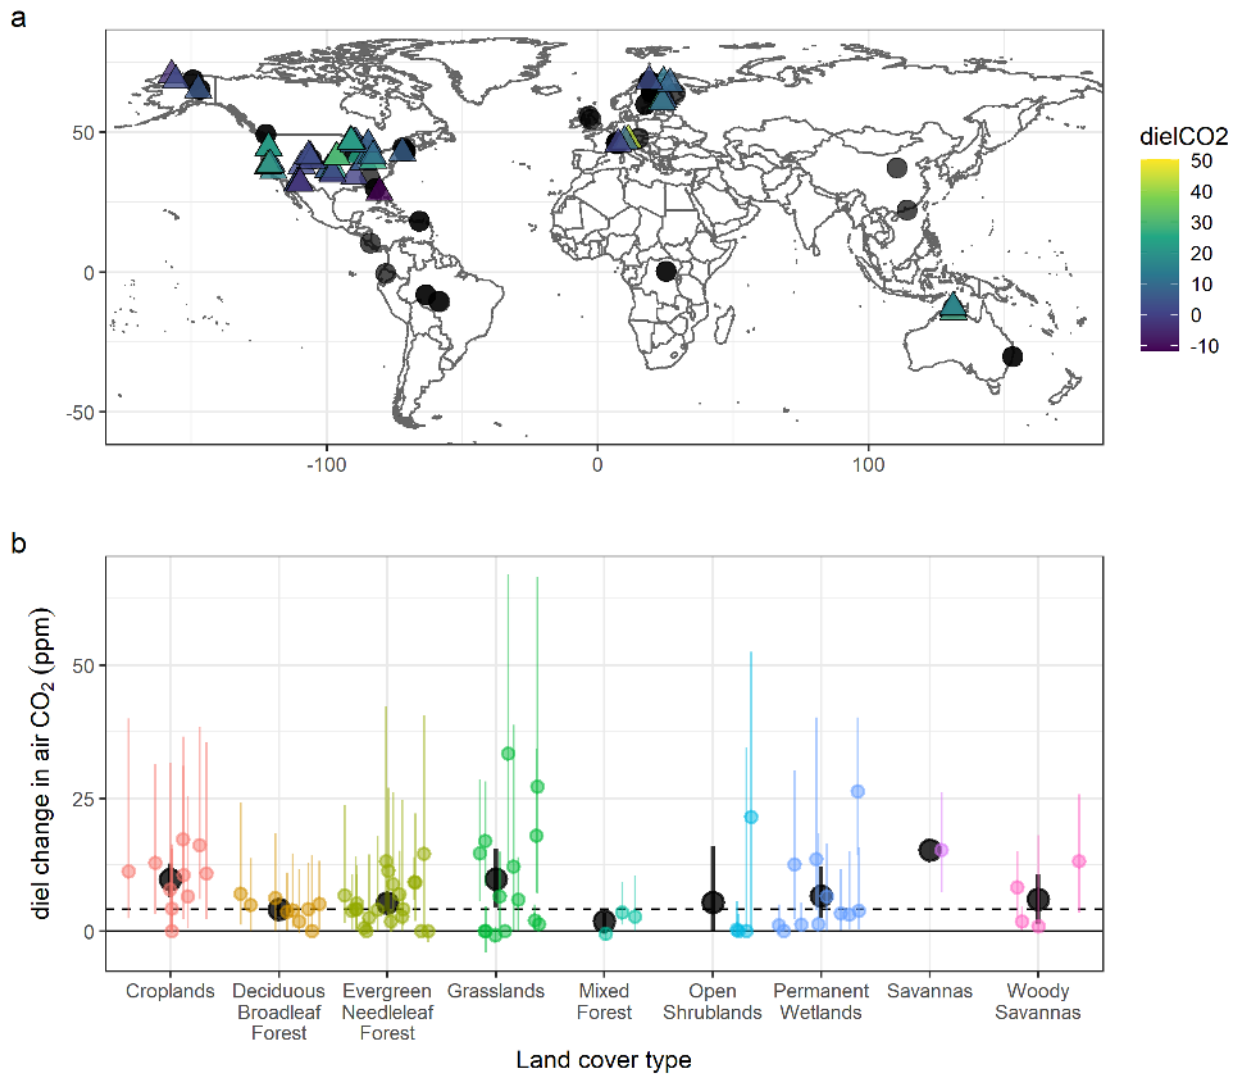 a
50
0
-50
-100
0
100
dielCO2
50
40
30
20
10
0
-10
b
diel change in air CO₂ (ppm)
50
25
0
Croplands
Deciduous
Broadleaf
Forest
Evergreen
Needleleaf
Forest
Grasslands
Mixed
Forest
Open
Shrublands
Permanent
Wetlands
Savannas
Woody
Savannas
Land cover type